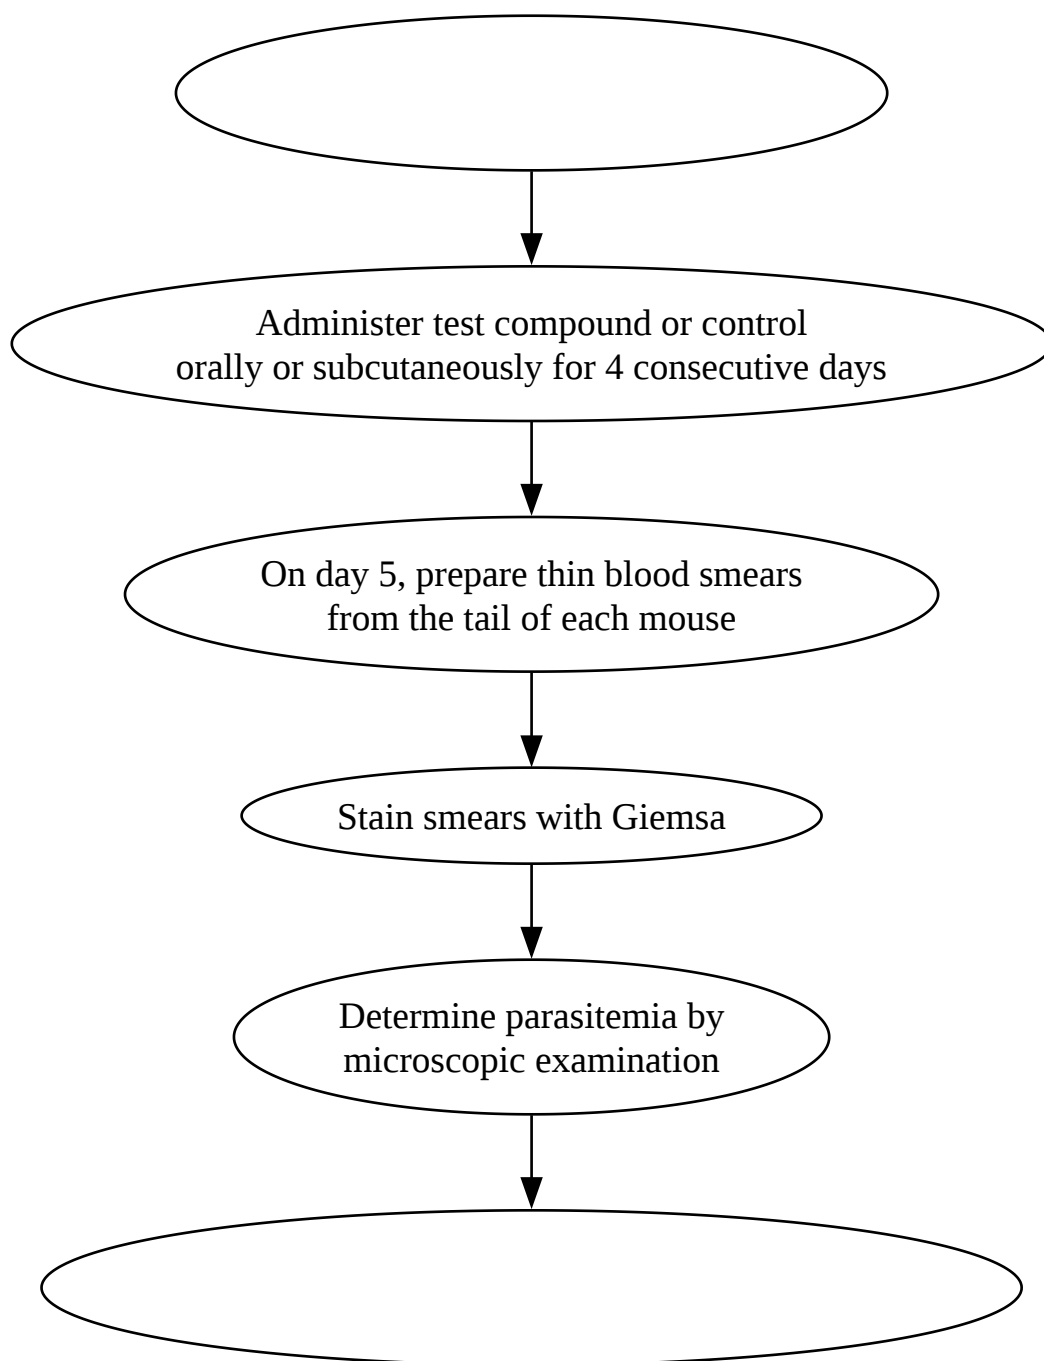 Administer test compound or control
orally or subcutaneously for 4 consecutive days
On day 5, prepare thin blood smears
from the tail of each mouse
Stain smears with Giemsa
Determine parasitemia by
microscopic examination